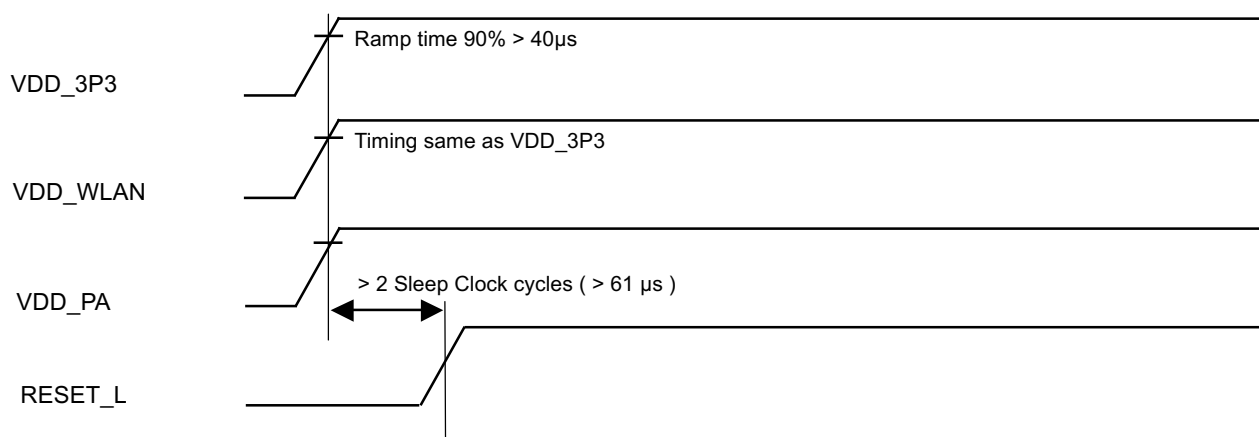 Ramp time 90% > 40µs
VDD_3P3
Timing same as VDD_3P3
VDD_WLAN
> 2 Sleep Clock cycles ( > 61 µs )
VDD_PA
RESET_L